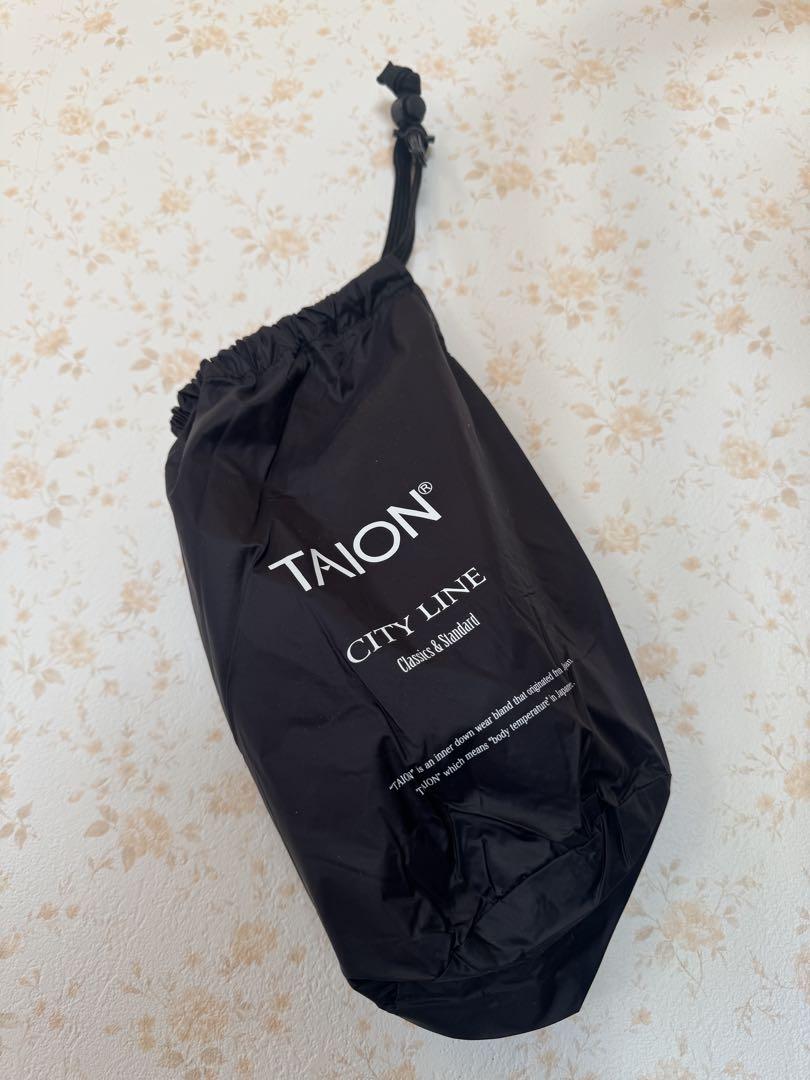 TAION®
CITY LINE
Classics & Standard
"TAION" is an inner down wear bland that originated from
"TAION" which means "body temperature" in Japanese.